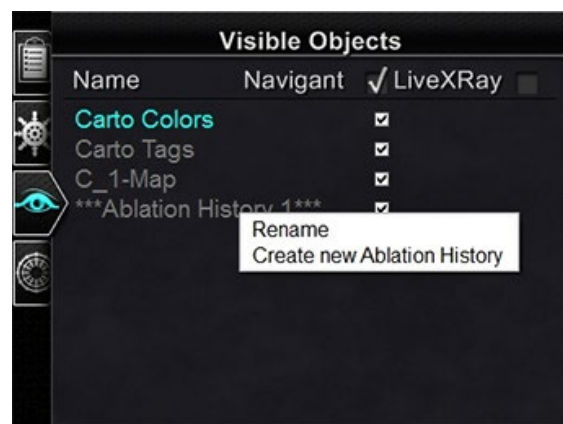 Visible Objects
Name Navigant LiveXRay
Carto Colors
Carto Tags
C_1-Map
***Ablation History 1***
Rename
Create new Ablation History